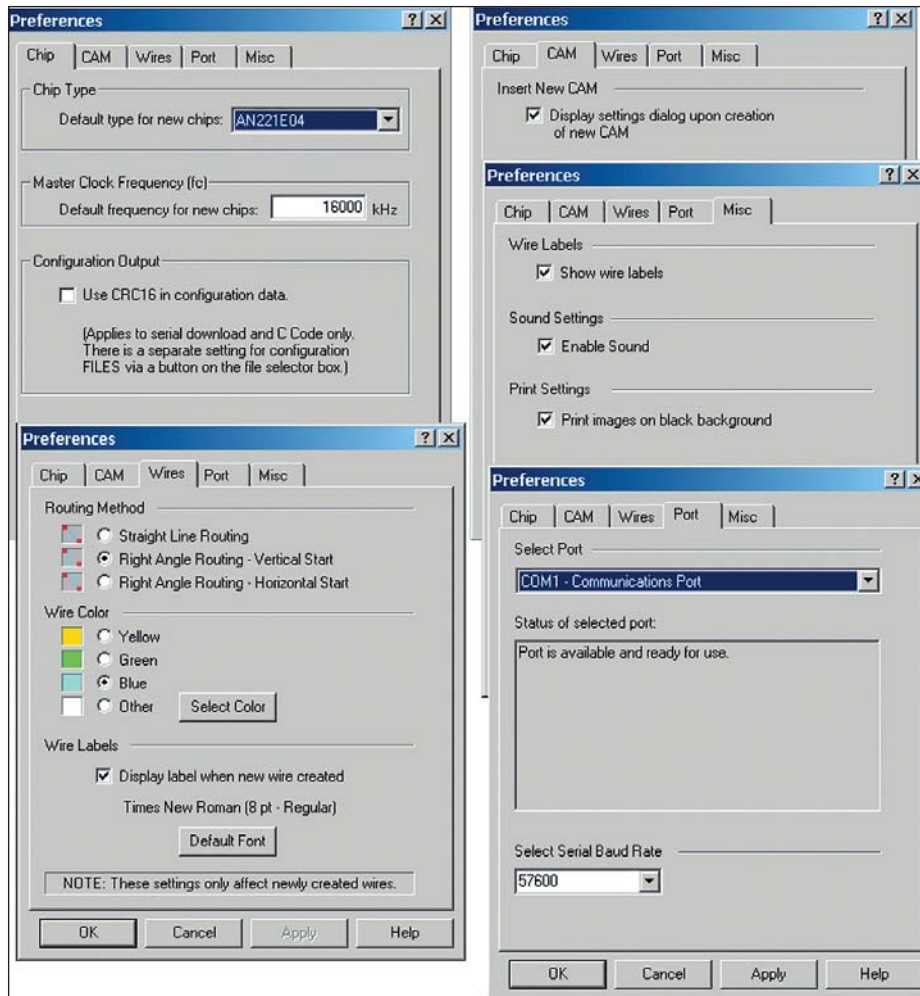 Preferences
Chip CAM Wires Port Misc
Chip Type
Default type for new chips: AN221E04
Master Clock Frequency (fc)
Default frequency for new chips: 16000 kHz
Configuration Output
Use CRC16 in configuration data.
(Applies to serial download and C Code only.
There is a separate setting for configuration
FILES via a button on the file selector box.)
Preferences
Chip CAM Wires Port Misc
Insert New CAM
Display settings dialog upon creation
of new CAM
Preferences
Chip CAM Wires Port Misc
Wire Labels
Show wire labels
Sound Settings
Enable Sound
Print Settings
Print images on black background
Preferences
Chip CAM Wires Port Misc
Routing Method
Straight Line Routing
Right Angle Routing - Vertical Start
Right Angle Routing - Horizontal Start
Wire Color
Yellow
Green
Blue
Other Select Color
Wire Labels
Display label when new wire created
Times New Roman (8 pt - Regular)
Default Font
NOTE: These settings only affect newly created wires.
OK Cancel Apply Help
Preferences
Chip CAM Wires Port Misc
Select Port
COM1 - Communications Port
Status of selected port:
Port is available and ready for use.
Select Serial Baud Rate
57600
OK Cancel Apply Help